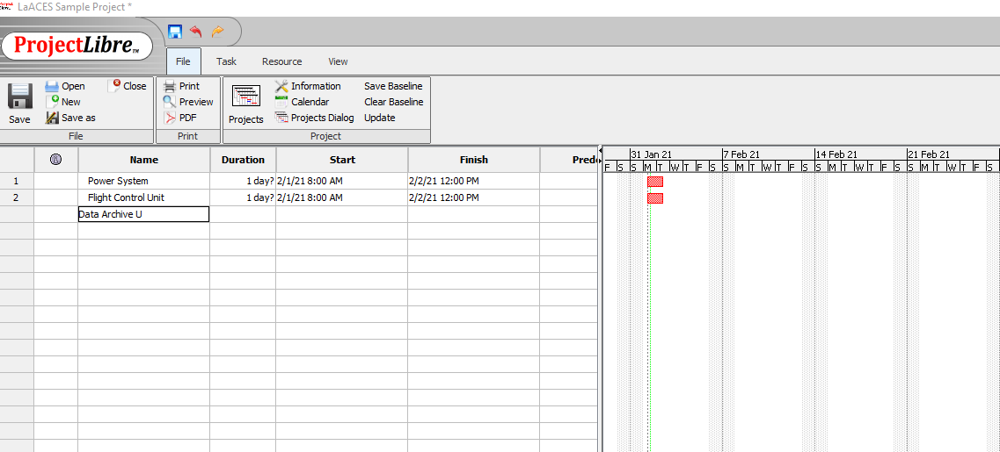 LaACES Sample Project *
ProjectLibre™
File Task Resource View
Save Open New Save as Close
File
Print Preview PDF
Print
Projects Information Calendar Projects Dialog Save Baseline Clear Baseline Update
Project
Name Duration Start Finish Prede
31 Jan 21 7 Feb 21 14 Feb 21 21 Feb 21
F S S M T W T F S S M T W T F S S M T W T F S S M T W T F S
1 Power System 1 day? 2/1/21 8:00 AM 2/2/21 12:00 PM
2 Flight Control Unit 1 day? 2/1/21 8:00 AM 2/2/21 12:00 PM
Data Archive U